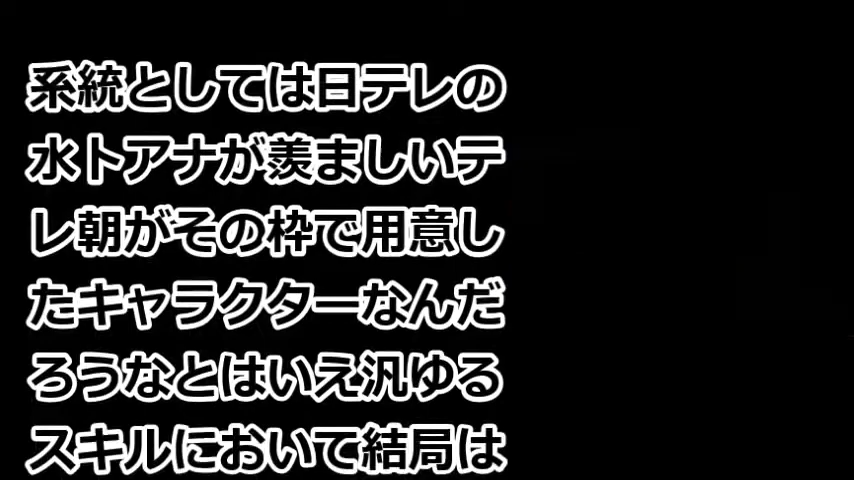 系統としては日テレの
水トアナが羨ましいテ
レ朝がその枠で用意し
たキャラクターなんだ
ろうなとはいえ汎ゆる
スキルにおいて結局は